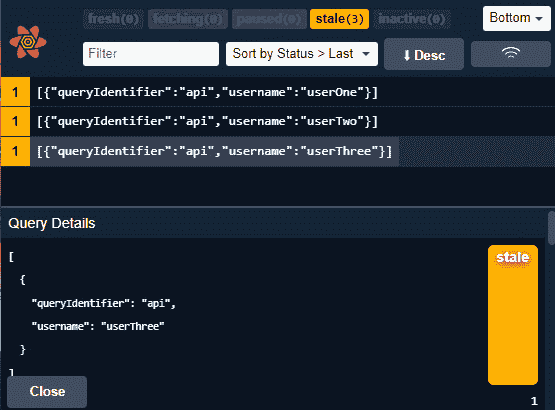 fresh(0) fetching(0) paused(0) stale(3) inactive(0) Bottom
Filter Sort by Status > Last ⬇ Desc
1 [{"queryIdentifier":"api","username":"userOne"}]
1 [{"queryIdentifier":"api","username":"userTwo"}]
1 [{"queryIdentifier":"api","username":"userThree"}]
Query Details
[ stale
{
"queryIdentifier": "api",
"username": "userThree"
}
]
Close
1